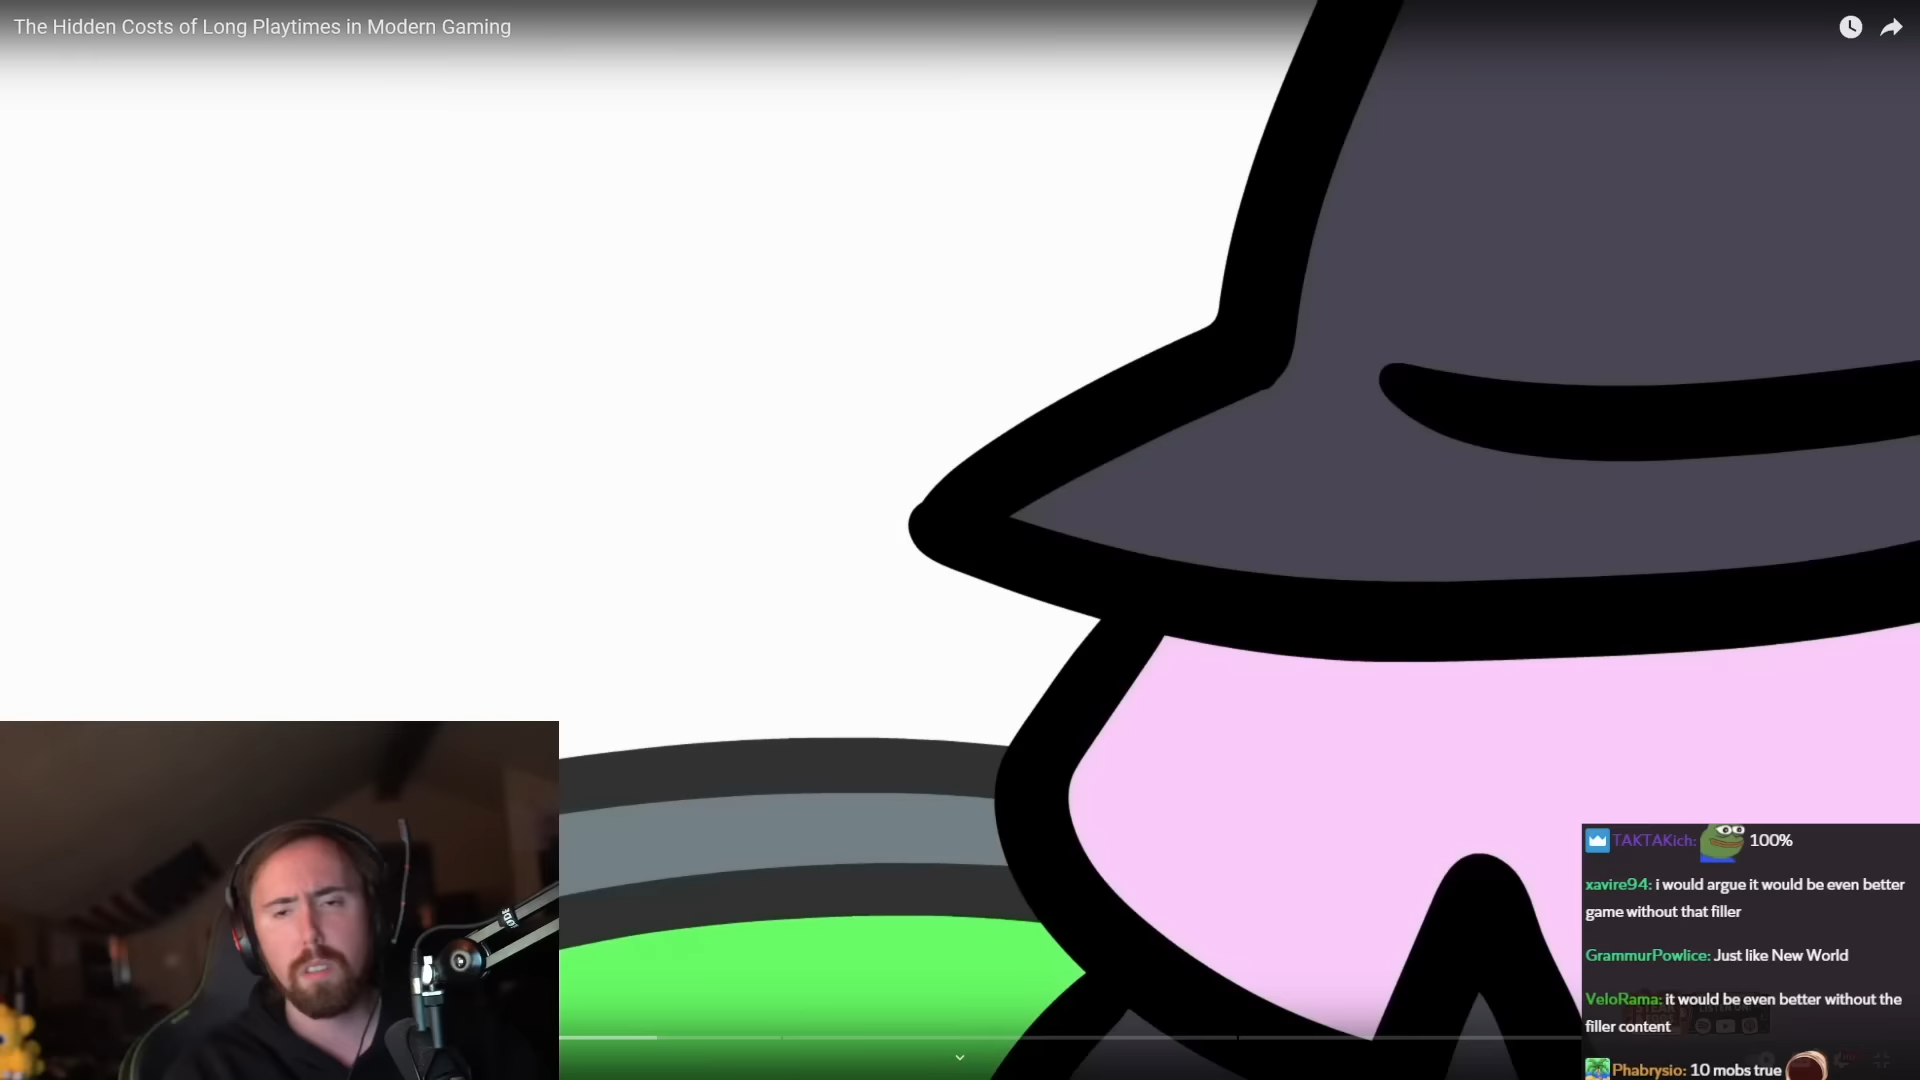 The Hidden Costs of Long Playtimes in Modern Gaming
TAKTAKich: 100%
xavire94: i would argue it would be even better
game without that filler
GrammurPowlice: Just like New World
VeloRama: it would be even better without the
filler content
Phabrysio: 10 mobs true